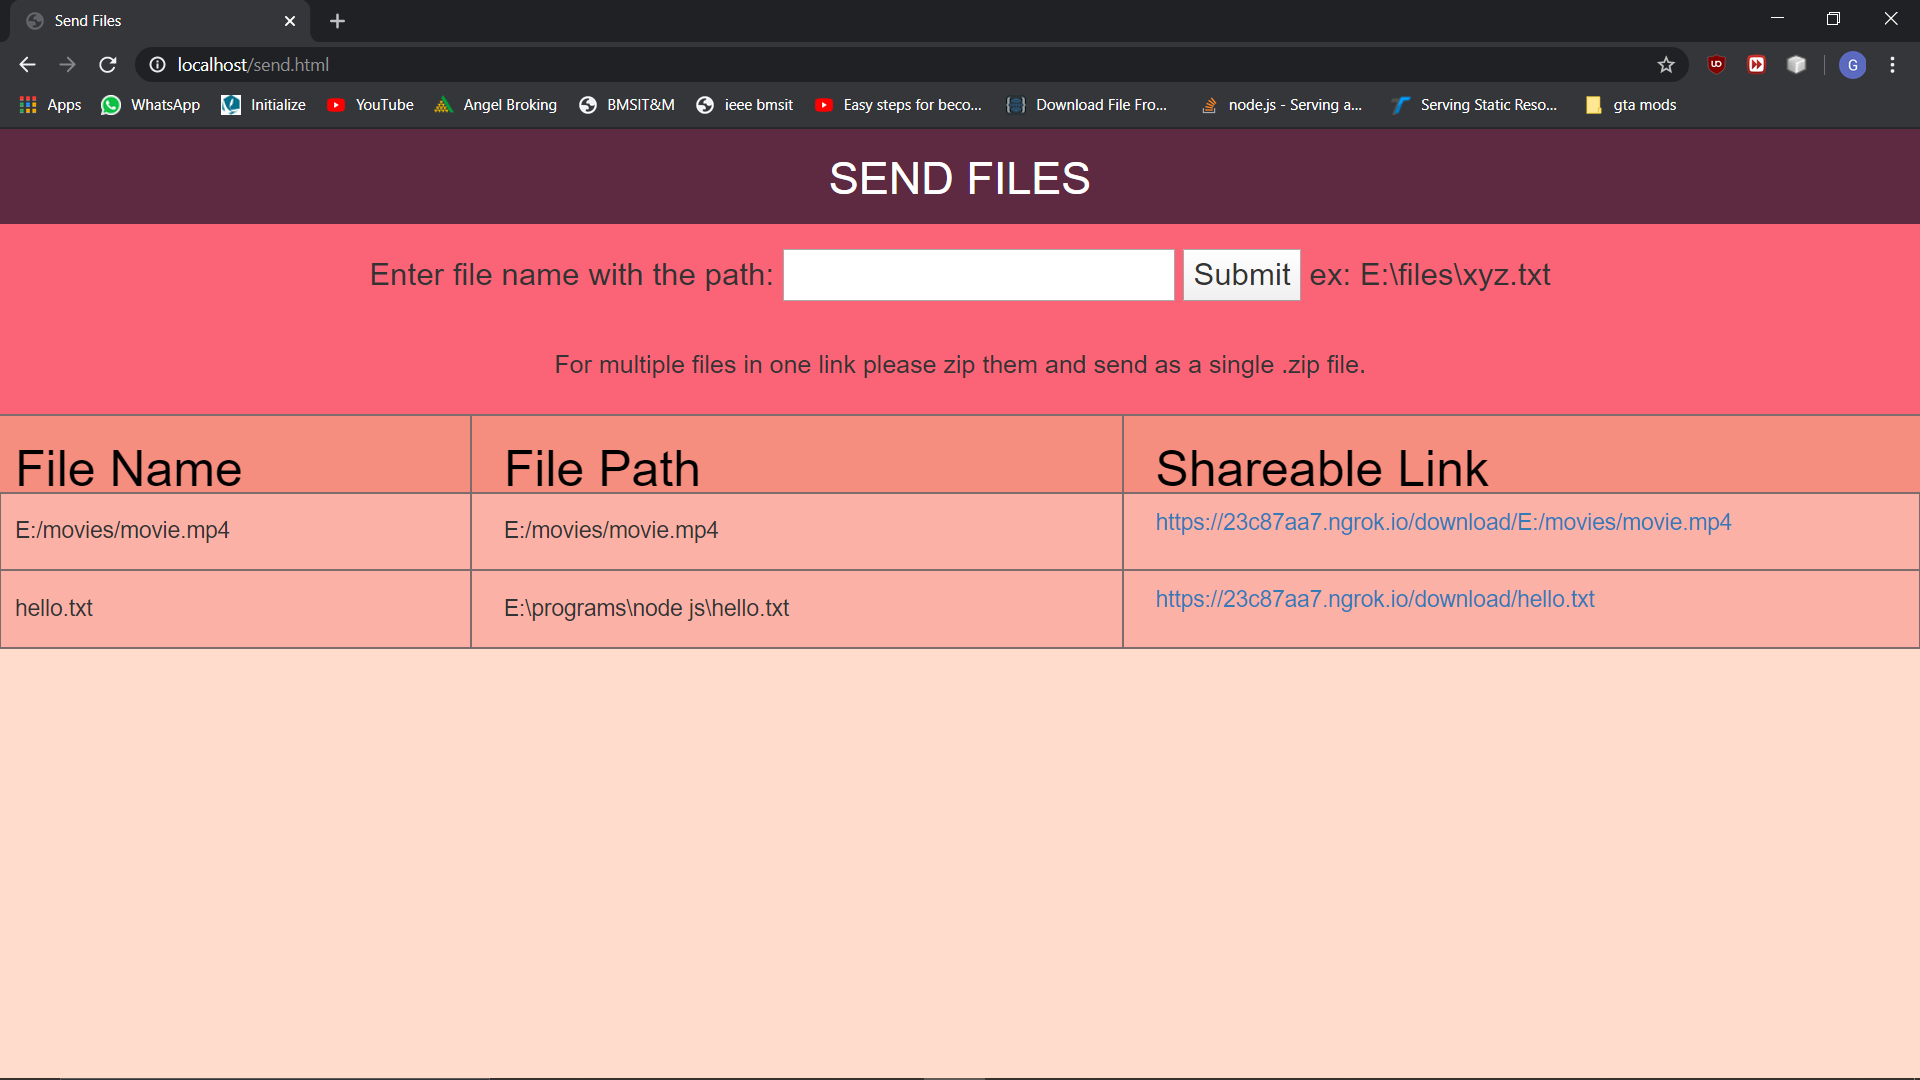 Send Files
localhost/send.html
G
Apps WhatsApp Initialize YouTube Angel Broking BMSIT&M ieee bmsit Easy steps for beco... Download File Fro... node.js - Serving a... Serving Static Reso... gta mods
SEND FILES
Enter file name with the path: Submit ex: E:\files\xyz.txt
For multiple files in one link please zip them and send as a single .zip file.
File Name File Path Shareable Link
E:/movies/movie.mp4 E:/movies/movie.mp4 https://23c87aa7.ngrok.io/download/E:/movies/movie.mp4
hello.txt E:\programs\node js\hello.txt https://23c87aa7.ngrok.io/download/hello.txt